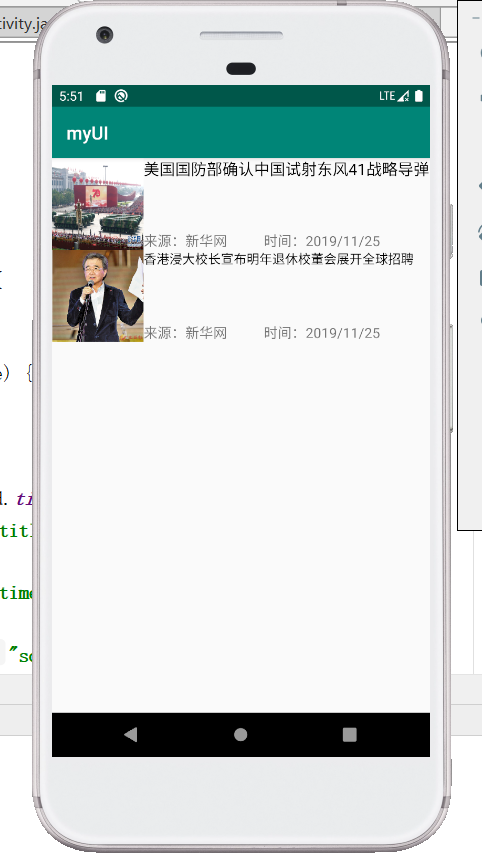 tivity.ja
5:51
LTE
myUI
美国国防部确认中国试射东风41战略导弹
来源：新华网 时间：2019/11/25
香港浸大校长宣布明年退休校董会展开全球招聘
来源：新华网 时间：2019/11/25
e) {
d.ti
titl
time
"so